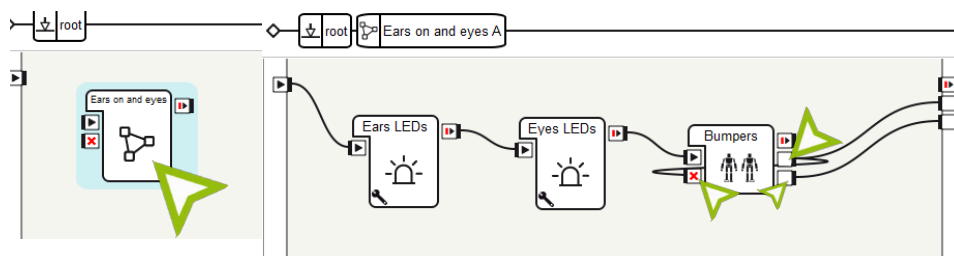 root
root
Ears on and eyes A
Ears on and eyes
Ears LEDs
Eyes LEDs
Bumpers